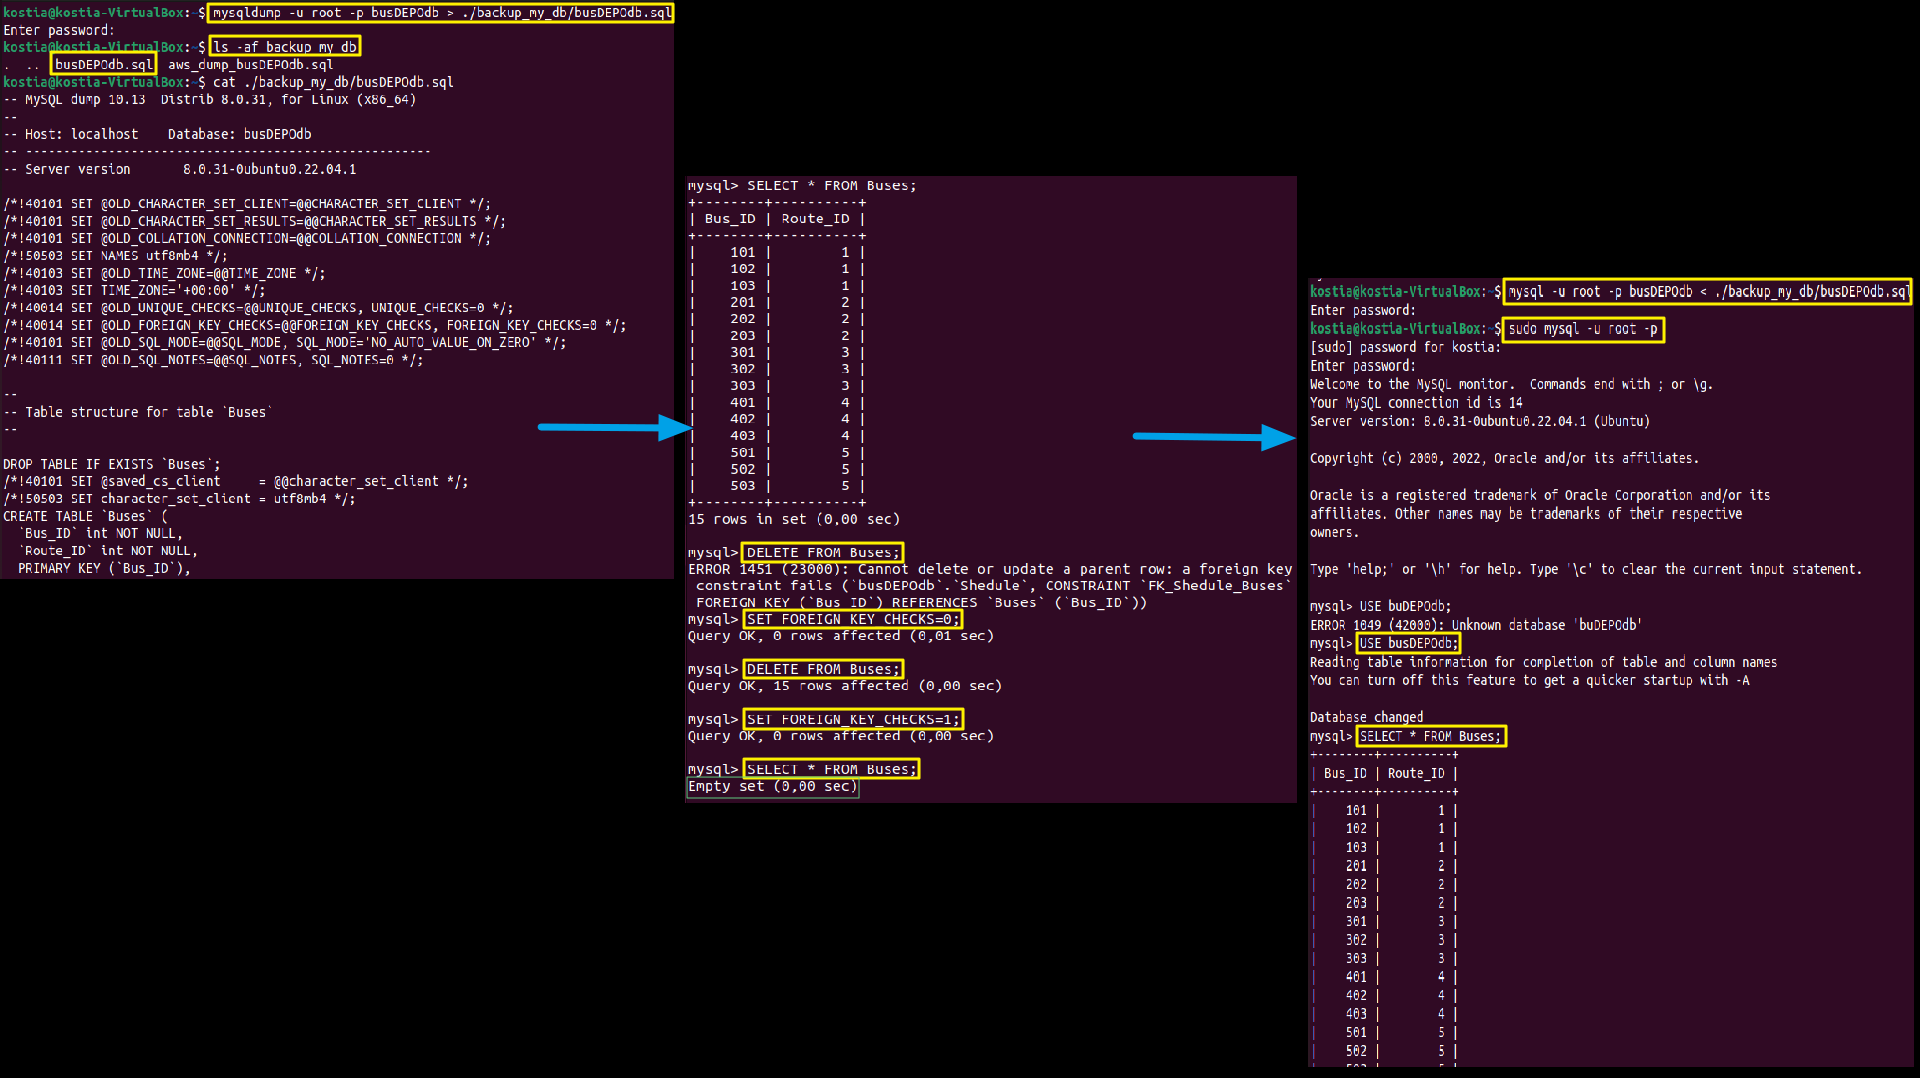 kostia@kostia-VirtualBox:~$ mysqldump -u root -p busDEPOdb > ./backup_my_db/busDEPOdb.sql
Enter password:
kostia@kostia-VirtualBox:~$ ls -af backup_my_db
.  ..  busDEPOdb.sql  aws_dump_busDEPOdb.sql
kostia@kostia-VirtualBox:~$ cat ./backup_my_db/busDEPOdb.sql
-- MySQL dump 10.13  Distrib 8.0.31, for Linux (x86_64)
--
-- Host: localhost    Database: busDEPOdb
-- ------------------------------------------------------
-- Server version       8.0.31-0ubuntu0.22.04.1
/*!40101 SET @OLD_CHARACTER_SET_CLIENT=@@CHARACTER_SET_CLIENT */;
/*!40101 SET @OLD_CHARACTER_SET_RESULTS=@@CHARACTER_SET_RESULTS */;
/*!40101 SET @OLD_COLLATION_CONNECTION=@@COLLATION_CONNECTION */;
/*!50503 SET NAMES utf8mb4 */;
/*!40103 SET @OLD_TIME_ZONE=@@TIME_ZONE */;
/*!40103 SET TIME_ZONE='+00:00' */;
/*!40014 SET @OLD_UNIQUE_CHECKS=@@UNIQUE_CHECKS, UNIQUE_CHECKS=0 */;
/*!40014 SET @OLD_FOREIGN_KEY_CHECKS=@@FOREIGN_KEY_CHECKS, FOREIGN_KEY_CHECKS=0 */;
/*!40101 SET @OLD_SQL_MODE=@@SQL_MODE, SQL_MODE='NO_AUTO_VALUE_ON_ZERO' */;
/*!40111 SET @OLD_SQL_NOTES=@@SQL_NOTES, SQL_NOTES=0 */;
--
-- Table structure for table `Buses`
--
DROP TABLE IF EXISTS `Buses`;
/*!40101 SET @saved_cs_client     = @@character_set_client */;
/*!50503 SET character_set_client = utf8mb4 */;
CREATE TABLE `Buses` (
  `Bus_ID` int NOT NULL,
  `Route_ID` int NOT NULL,
  PRIMARY KEY (`Bus_ID`),
mysql> SELECT * FROM Buses;
+--------+----------+
| Bus_ID | Route_ID |
+--------+----------+
|    101 |        1 |
|    102 |        1 |
|    103 |        1 |
|    201 |        2 |
|    202 |        2 |
|    203 |        2 |
|    301 |        3 |
|    302 |        3 |
|    303 |        3 |
|    401 |        4 |
|    402 |        4 |
|    403 |        4 |
|    501 |        5 |
|    502 |        5 |
|    503 |        5 |
+--------+----------+
15 rows in set (0,00 sec)
mysql> DELETE FROM Buses;
ERROR 1451 (23000): Cannot delete or update a parent row: a foreign key
 constraint fails (`busDEPOdb`.`Shedule`, CONSTRAINT `FK_Shedule_Buses`
 FOREIGN KEY (`Bus_ID`) REFERENCES `Buses` (`Bus_ID`))
mysql> SET FOREIGN_KEY_CHECKS=0;
Query OK, 0 rows affected (0,01 sec)
mysql> DELETE FROM Buses;
Query OK, 15 rows affected (0,00 sec)
mysql> SET FOREIGN_KEY_CHECKS=1;
Query OK, 0 rows affected (0,00 sec)
mysql> SELECT * FROM Buses;
Empty set (0,00 sec)
kostia@kostia-VirtualBox:~$ mysql -u root -p busDEPOdb < ./backup_my_db/busDEPOdb.sql
Enter password:
kostia@kostia-VirtualBox:~$ sudo mysql -u root -p
[sudo] password for kostia:
Enter password:
Welcome to the MySQL monitor.  Commands end with ; or \g.
Your MySQL connection id is 14
Server version: 8.0.31-0ubuntu0.22.04.1 (Ubuntu)
Copyright (c) 2000, 2022, Oracle and/or its affiliates.
Oracle is a registered trademark of Oracle Corporation and/or its
affiliates. Other names may be trademarks of their respective
owners.
Type 'help;' or '\h' for help. Type '\c' to clear the current input statement.
mysql> USE buDEPOdb;
ERROR 1049 (42000): Unknown database 'buDEPOdb'
mysql> USE busDEPOdb;
Reading table information for completion of table and column names
You can turn off this feature to get a quicker startup with -A
Database changed
mysql> SELECT * FROM Buses;
+--------+----------+
| Bus_ID | Route_ID |
+--------+----------+
|    101 |        1 |
|    102 |        1 |
|    103 |        1 |
|    201 |        2 |
|    202 |        2 |
|    203 |        2 |
|    301 |        3 |
|    302 |        3 |
|    303 |        3 |
|    401 |        4 |
|    402 |        4 |
|    403 |        4 |
|    501 |        5 |
|    502 |        5 |